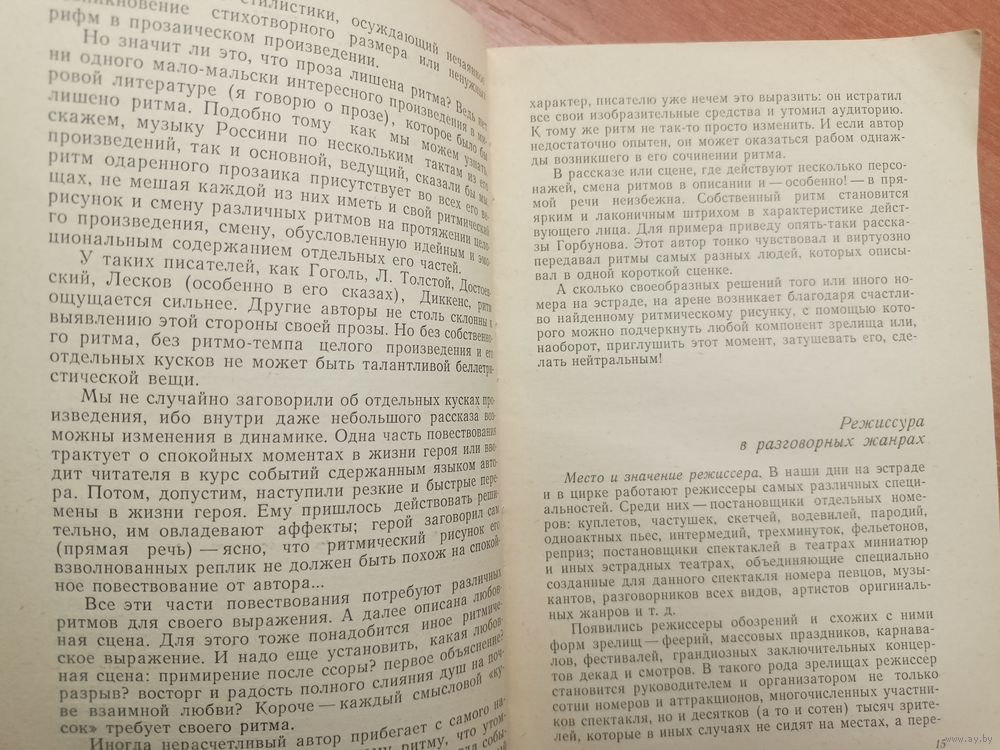 стилистики, осуждающий нечаянное
возникновение стихотворного размера или ненужных
рифм в прозаическом произведении.
Но значит ли это, что проза лишена ритма? Ведь нет
ни одного мало-мальски интересного произведения в ми-
ровой литературе (я говорю о прозе), которое было бы
лишено ритма. Подобно тому как мы можем узнать,
скажем, музыку Россини по нескольким тактам из его
произведений, так и основной, ведущий, сказали бы мы,
ритм одаренного прозаика присутствует во всех его ве-
щах, не мешая каждой из них иметь и свой ритмический
рисунок и смену различных ритмов на протяжении цело-
го произведения, смену, обусловленную идейным и эмо-
циональным содержанием отдельных его частей.
У таких писателей, как Гоголь, Л. Толстой, Достоев-
ский, Лесков (особенно в его сказах), Диккенс, ритм
ощущается сильнее. Другие авторы не столь склонны к
выявлению этой стороны своей прозы. Но без собственно-
го ритма, без ритмо-темпа целого произведения и его
отдельных кусков не может быть талантливой беллетри-
стической вещи.
Мы не случайно заговорили об отдельных кусках про-
изведения, ибо внутри даже небольшого рассказа воз-
можны изменения в динамике. Одна часть повествования
трактует о спокойных моментах в жизни героя или вво-
дит читателя в курс событий сдержанным языком авто-
ра. Потом, допустим, наступили резкие и быстрые пере-
мены в жизни героя. Ему пришлось действовать реши-
тельно, им овладевают аффекты; герой заговорил сам
(прямая речь) — ясно, что ритмический рисунок его
взволнованных реплик не должен быть похож на спокой-
ное повествование от автора...
Все эти части повествования потребуют различных
ритмов для своего выражения. А далее описана любов-
ная сцена. Для этого тоже понадобится иное ритмиче-
ское выражение. И надо еще установить, какая любов-
ная сцена: примирение после ссоры? первое объяснение?
разрыв? восторг и радость полного слияния душ на поч-
ве взаимной любви? Короче — каждый смысловой «ку-
сок» требует своего ритма.
Иногда нерасчетливый автор прибегает с самого на-
ритму, что утом-
характер, писателю уже нечем это выразить: он истратил
все свои изобразительные средства и утомил аудиторию.
К тому же ритм не так-то просто изменить. И если автор
недостаточно опытен, он может оказаться рабом однаж-
ды возникшего в его сочинении ритма.
В рассказе или сцене, где действуют несколько персо-
нажей, смена ритмов в описании и — особенно! — в пря-
мой речи неизбежна. Собственный ритм становится
ярким и лаконичным штрихом в характеристике дейст-
вующего лица. Для примера приведу опять-таки расска-
зы Горбунова. Этот автор тонко чувствовал и виртуозно
передавал ритмы самых разных людей, которых описы-
вал в одной короткой сценке.
А сколько своеобразных решений того или иного но-
мера на эстраде, на арене возникает благодаря счастли-
во найденному ритмическому рисунку, с помощью кото-
рого можно подчеркнуть любой компонент зрелища или,
наоборот, приглушить этот момент, затушевать его, сде-
лать нейтральным!
Режиссура
в разговорных жанрах
Место и значение режиссера. В наши дни на эстраде
и в цирке работают режиссеры самых различных специ-
альностей. Среди них — постановщики отдельных номе-
ров: куплетов, частушек, скетчей, водевилей, пародий,
одноактных пьес, интермедий, трехминуток, фельетонов,
реприз; постановщики спектаклей в театрах миниатюр
и иных эстрадных театрах, объединяющие специально
созданные для данного спектакля номера певцов, музы-
кантов, разговорников всех видов, артистов оригиналь-
ных жанров и т. д.
Появились режиссеры обозрений и схожих с ними
форм зрелищ — феерий, массовых праздников, карнава-
лов, фестивалей, грандиозных заключительных концер-
тов декад и смотров. В такого рода зрелищах режиссер
становится руководителем и организатором не только
сотни номеров и аттракционов, многочисленных участни-
ков спектакля, но и десятков (а то и сотен) тысяч зрите-
лей, которые в иных случаях не сидят на местах, а пере-
15
www.ay.by